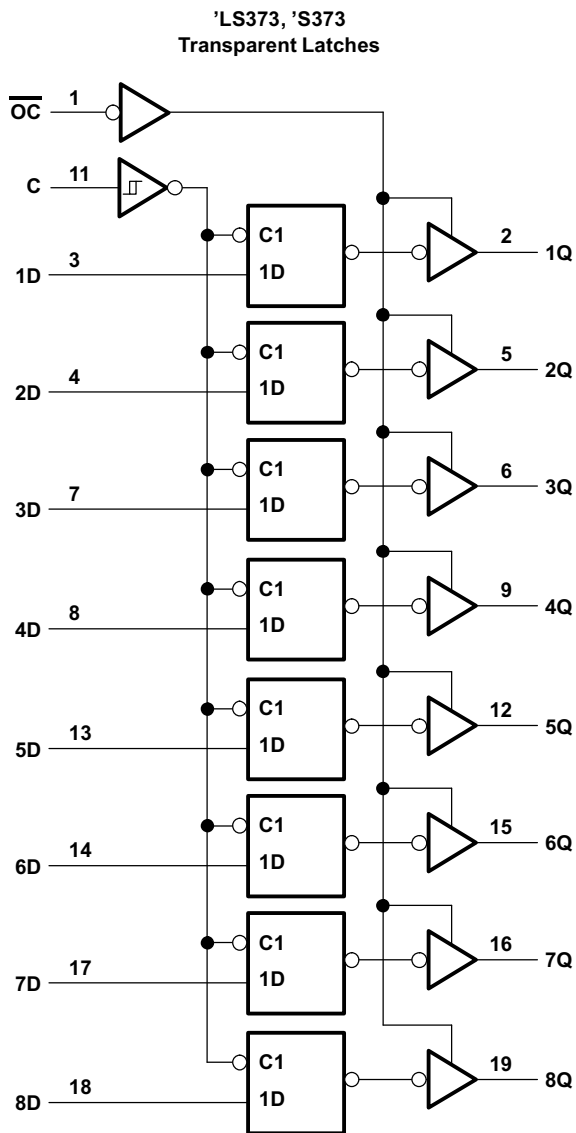 'LS373, 'S373
Transparent Latches
OC 1
C 11
C1
1D 3 1D 2 1Q
C1
2D 4 1D 5 2Q
C1
3D 7 1D 6 3Q
C1
4D 8 1D 9 4Q
C1
5D 13 1D 12 5Q
C1
6D 14 1D 15 6Q
C1
7D 17 1D 16 7Q
C1
8D 18 1D 19 8Q